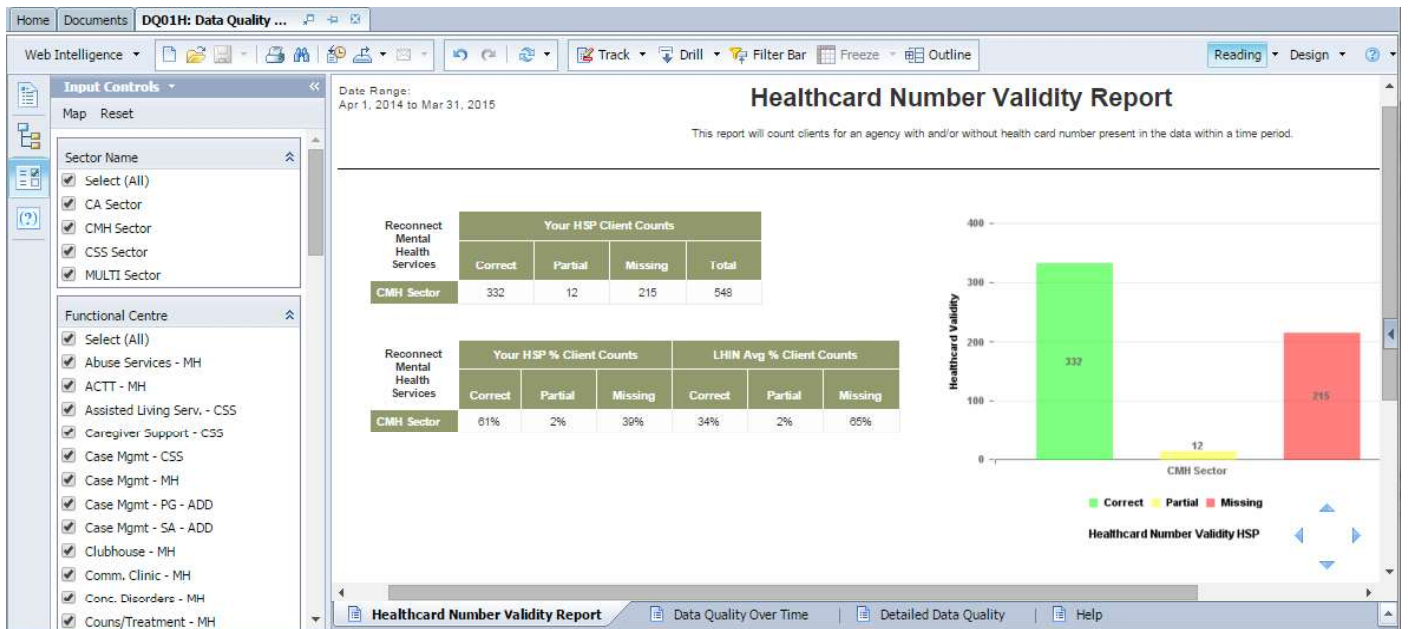 Home Documents DQ01H: Data Quality ...
Web Intelligence Track Drill Filter Bar Freeze Outline Reading Design
Input Controls
Map Reset
Sector Name
Select (All)
CA Sector
CMH Sector
CSS Sector
MULTI Sector
Functional Centre
Select (All)
Abuse Services - MH
ACTT - MH
Assisted Living Serv. - CSS
Caregiver Support - CSS
Case Mgmt - CSS
Case Mgmt - MH
Case Mgmt - PG - ADD
Case Mgmt - SA - ADD
Clubhouse - MH
Comm. Clinic - MH
Conc. Disorders - MH
Couns/Treatment - MH
Date Range:
Apr 1, 2014 to Mar 31, 2015
Healthcard Number Validity Report
This report will count clients for an agency with and/or without health card number present in the data within a time period.
Reconnect
Mental
Health
Services
Your HSP Client Counts
Correct Partial Missing Total
CMH Sector 332 12 215 548
Reconnect
Mental
Health
Services
Your HSP % Client Counts LHIN Avg % Client Counts
Correct Partial Missing Correct Partial Missing
CMH Sector 61% 2% 39% 34% 2% 65%
Healthcard Validity
400
300
200
100
0
332
12
215
CMH Sector
Correct Partial Missing
Healthcard Number Validity HSP
Healthcard Number Validity Report Data Quality Over Time Detailed Data Quality Help